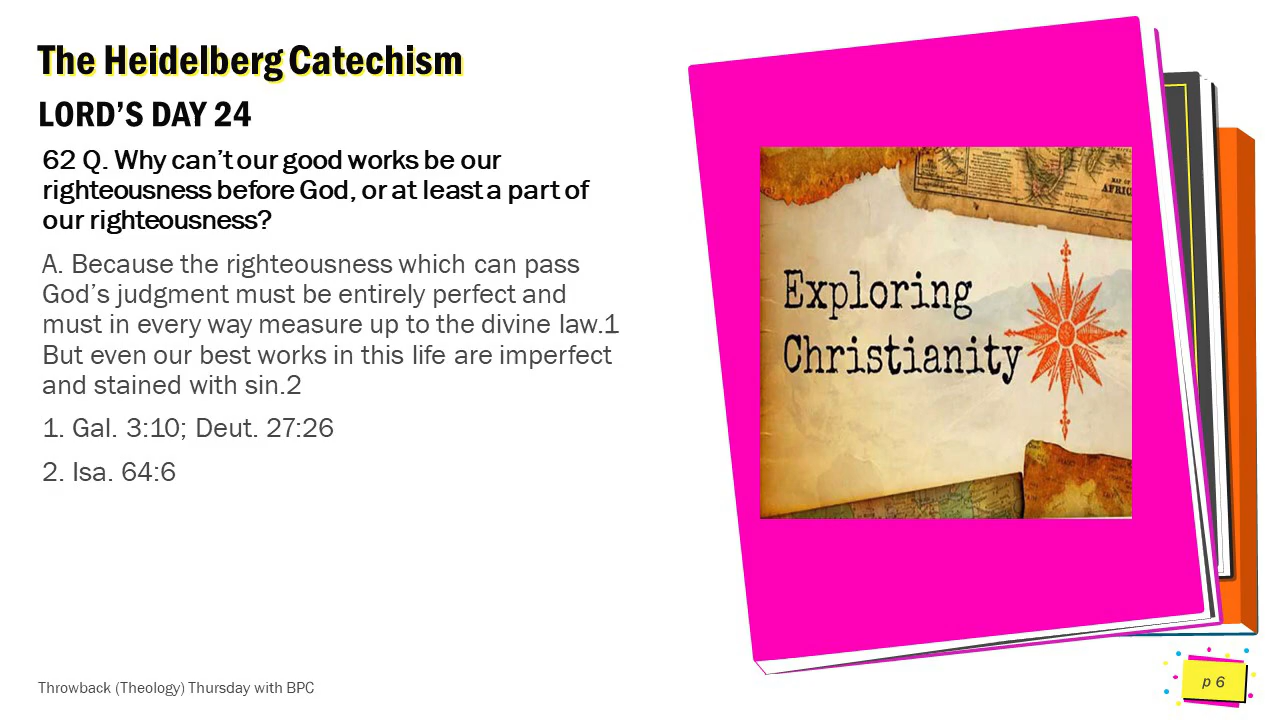 The Heidelberg Catechism
LORD’S DAY 24
62 Q. Why can’t our good works be our
righteousness before God, or at least a part of
our righteousness?
A. Because the righteousness which can pass
God’s judgment must be entirely perfect and
must in every way measure up to the divine law.1
But even our best works in this life are imperfect
and stained with sin.2
1. Gal. 3:10; Deut. 27:26
2. Isa. 64:6
MAP OF
AFRIC
Exploring
Christianity
Throwback (Theology) Thursday with BPC
p 6